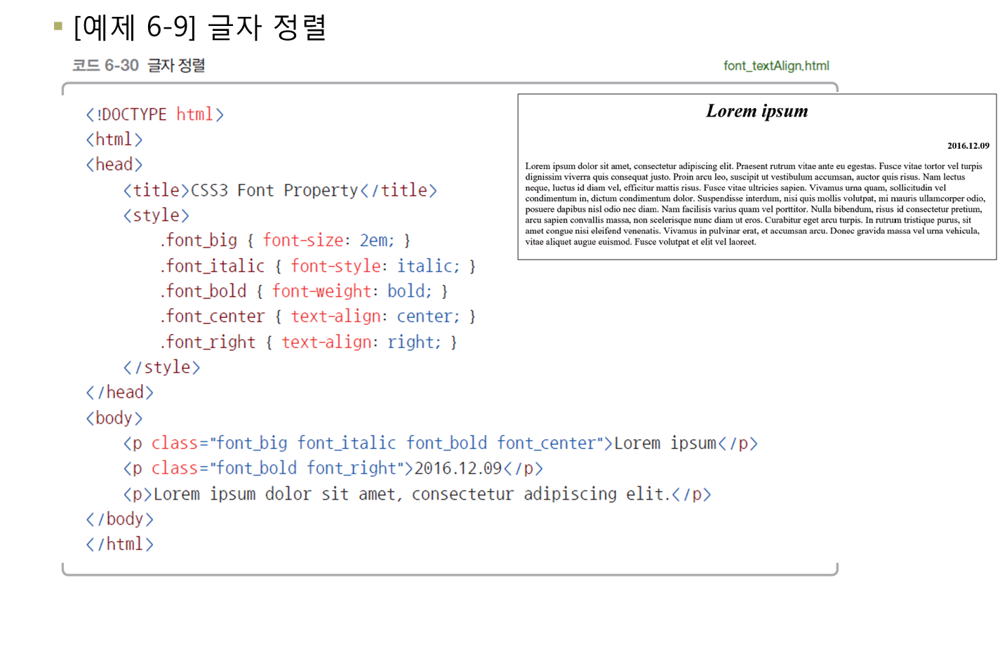 [예제 6-9] 글자 정렬
코드 6-30 글자 정렬
font_textAlign.html
<!DOCTYPE html>
<html>
<head>
<title>CSS3 Font Property</title>
<style>
.font_big { font-size: 2em; }
.font_italic { font-style: italic; }
.font_bold { font-weight: bold; }
.font_center { text-align: center; }
.font_right { text-align: right; }
</style>
</head>
<body>
<p class="font_big font_italic font_bold font_center">Lorem ipsum</p>
<p class="font_bold font_right">2016.12.09</p>
<p>Lorem ipsum dolor sit amet, consectetur adipiscing elit.</p>
</body>
</html>
Lorem ipsum
2016.12.09
Lorem ipsum dolor sit amet, consectetur adipiscing elit. Praesent rutrum vitae ante eu egestas. Fusce vitae tortor vel turpis
dignissim viverra quis consequat justo. Proin arcu leo, suscipit ut vestibulum accumsan, auctor quis risus. Nam lectus
neque, luctus id diam vel, efficitur mattis risus. Fusce vitae ultricies sapien. Vivamus urna quam, sollicitudin vel
condimentum in, dictum condimentum dolor. Suspendisse interdum, nisi quis mollis volutpat, mi mauris ullamcorper odio,
posuere dapibus nisl odio nec diam. Nam facilisis varius quam vel porttitor. Nulla bibendum, risus id consectetur pretium,
arcu sapien convallis massa, non scelerisque nunc diam ut eros. Curabitur eget arcu turpis. In rutrum tristique purus, sit
amet congue nisi eleifend venenatis. Vivamus in pulvinar erat, et accumsan arcu. Donec gravida massa vel urna vehicula,
vitae aliquet augue euismod. Fusce volutpat et elit vel laoreet.